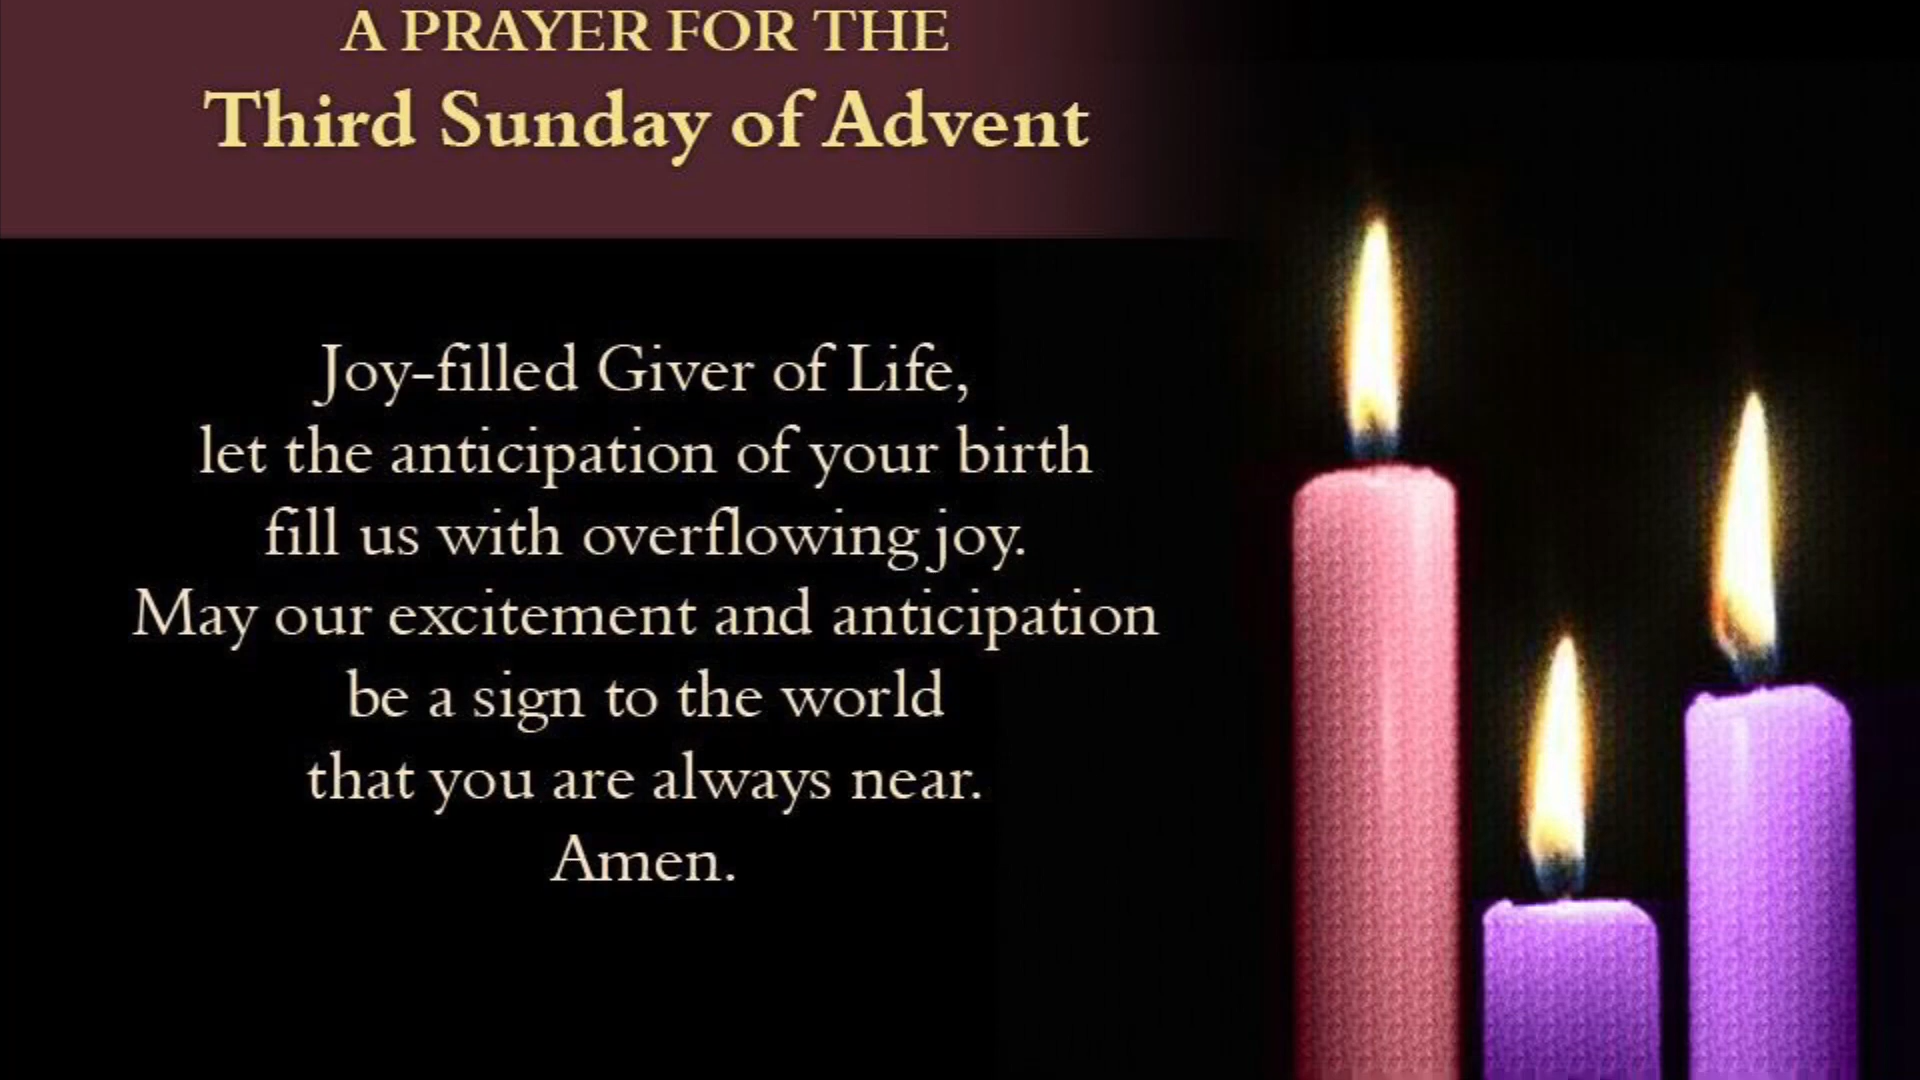 A PRAYER FOR THE
Third Sunday of Advent
Joy-filled Giver of Life,
let the anticipation of your birth
fill us with overflowing joy.
May our excitement and anticipation
be a sign to the world
that you are always near.
Amen.